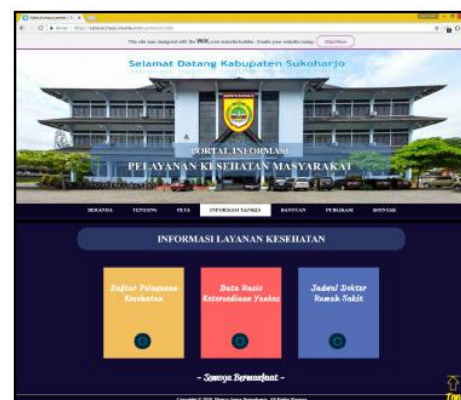 This site was designed with the WiX.com website builder. Create your website today. Start Now
Selamat Datang Kabupaten Sukoharjo
PORTAL INFORMASI
PELAYANAN KESEHATAN MASYARAKAT
BERANDA TENTANG PETA INFORMASI YANKES BANTUAN PUBLIKASI KONTAK
INFORMASI LAYANAN KESEHATAN
Daftar Pelayanan Kesehatan
Data Rasio Ketersediaan Yankes
Jadwal Dokter Rumah Sakit
~ Semoga Bermanfaat ~
Top